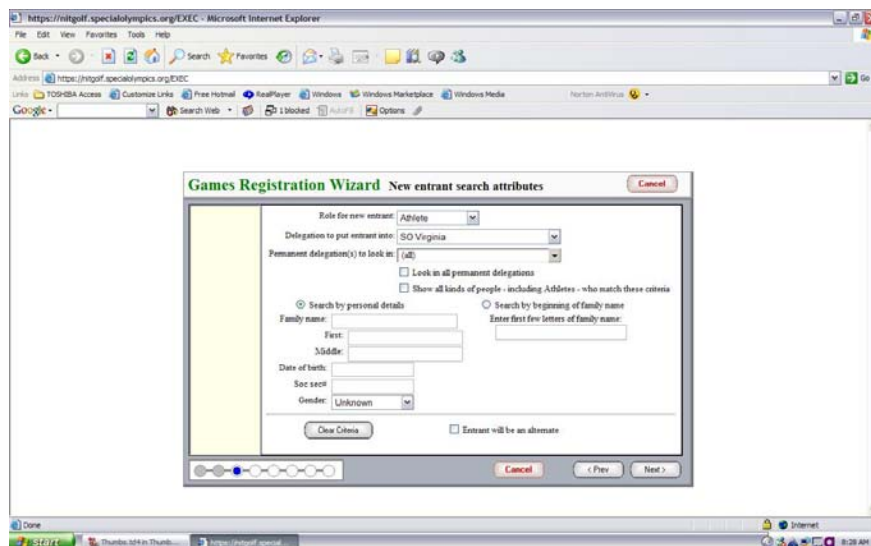 https://nitgolf.specialolympics.org/EXEC - Microsoft Internet Explorer
File Edit View Favorites Tools Help
Back Search Favorites
Address https://nitgolf.specialolympics.org/EXEC Go
Links TOSHIBA Access Customize Links Free Hotmail RealPlayer Windows Windows Marketplace Windows Media Norton AntiVirus
Google Search Web 1 blocked AutoFill Options
Games Registration Wizard New entrant search attributes Cancel
Role for new entrant: Athlete
Delegation to put entrant into: SO Virginia
Permanent delegation(s) to look in: (all)
Look in all permanent delegations
Show all kinds of people - including Athletes - who match these criteria
Search by personal details Search by beginning of family name
Family name: Enter first few letters of family name:
First:
Middle:
Date of birth:
Soc sec#
Gender: Unknown
Clear Criteria Entrant will be an alternate
Cancel < Prev Next >
Done Internet
start Thumbs.td4 in Thumb... https://nitgolf.special... 8:28 AM